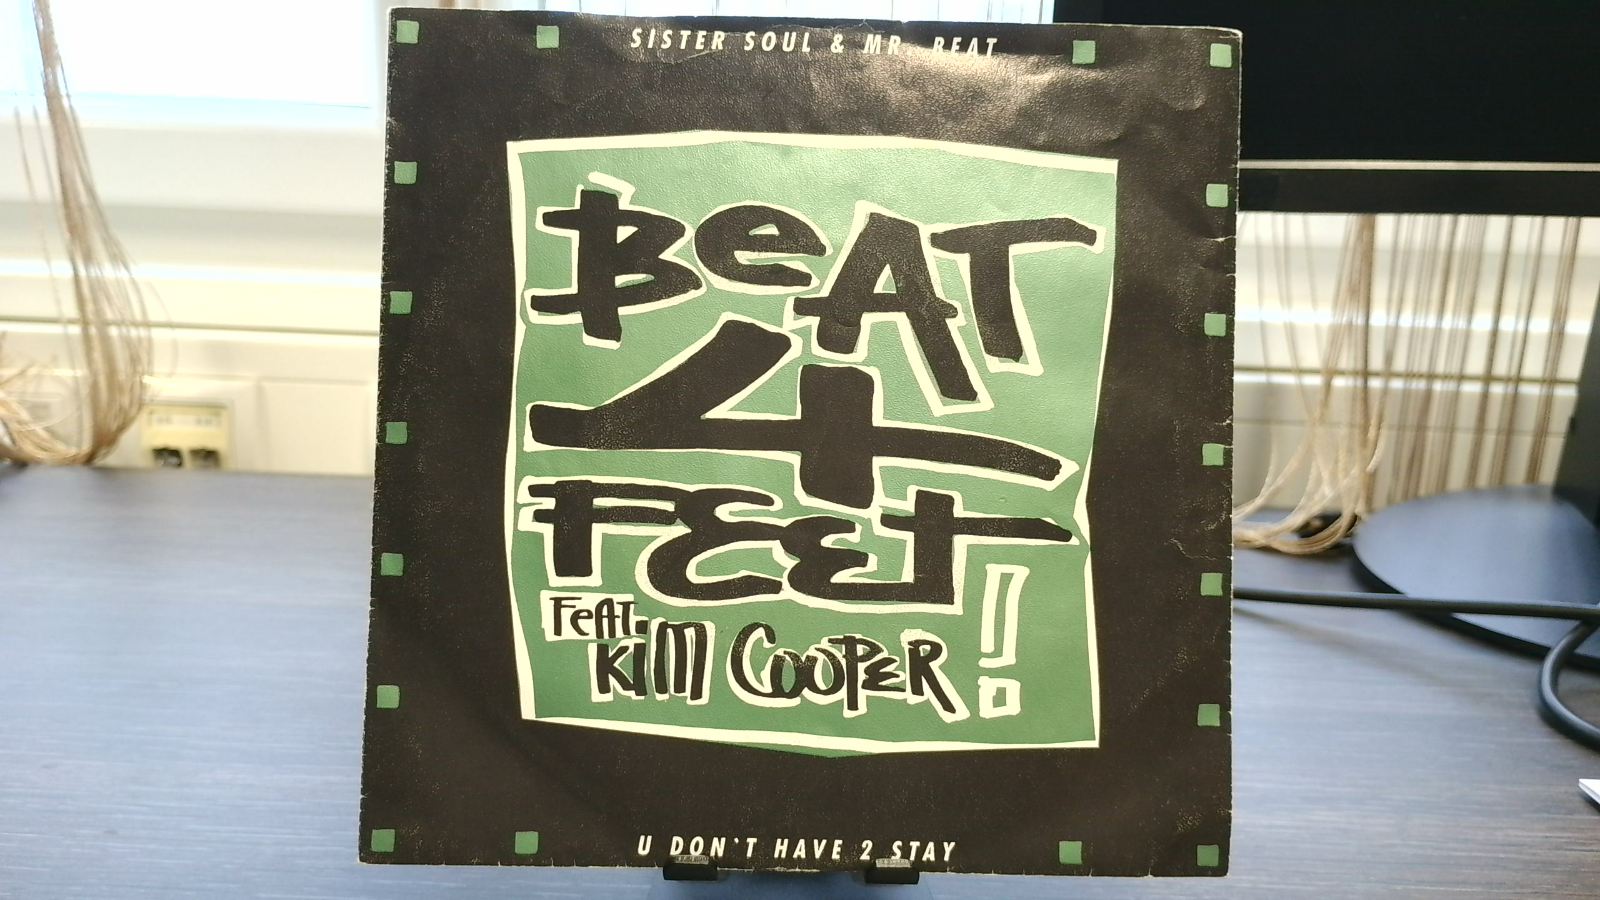 SISTER SOUL & MR. BEAT
BeAT
4
FEET!
FeAT.
KiM COOPER
U DON'T HAVE 2 STAY